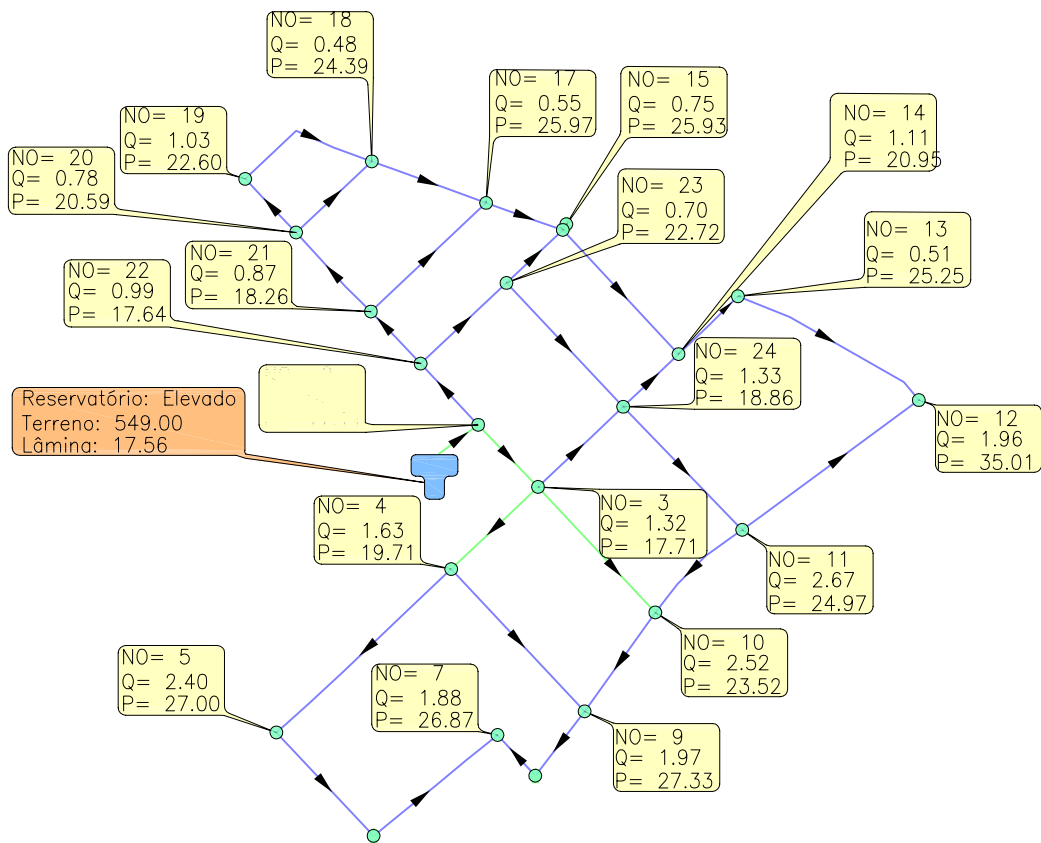 NO= 18
Q= 0.48
P= 24.39
NO= 17
Q= 0.55
P= 25.97
NO= 15
Q= 0.75
P= 25.93
NO= 14
Q= 1.11
P= 20.95
NO= 19
Q= 1.03
P= 22.60
NO= 20
Q= 0.78
P= 20.59
NO= 23
Q= 0.70
P= 22.72
NO= 13
Q= 0.51
P= 25.25
NO= 21
Q= 0.87
P= 18.26
NO= 22
Q= 0.99
P= 17.64
NO= 24
Q= 1.33
P= 18.86
Reservatório: Elevado
Terreno: 549.00
Lâmina: 17.56
NO= 12
Q= 1.96
P= 35.01
NO= 4
Q= 1.63
P= 19.71
NO= 3
Q= 1.32
P= 17.71
NO= 11
Q= 2.67
P= 24.97
NO= 10
Q= 2.52
P= 23.52
NO= 5
Q= 2.40
P= 27.00
NO= 7
Q= 1.88
P= 26.87
NO= 9
Q= 1.97
P= 27.33